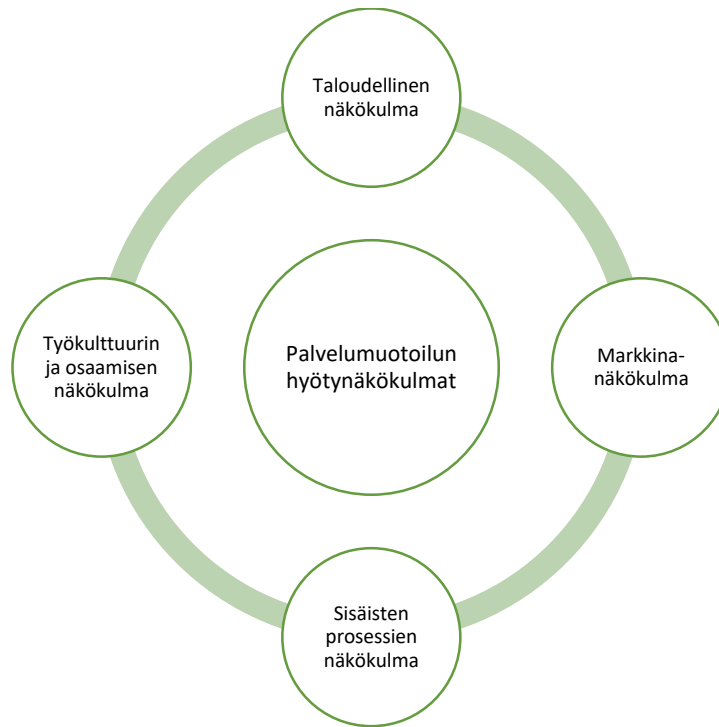 Taloudellinen
näkökulma
Työkulttuurin
ja osaamisen
näkökulma
Palvelumuotoilun
hyötynäkökulmat
Markkina-
näkökulma
Sisäisten
prosessien
näkökulma